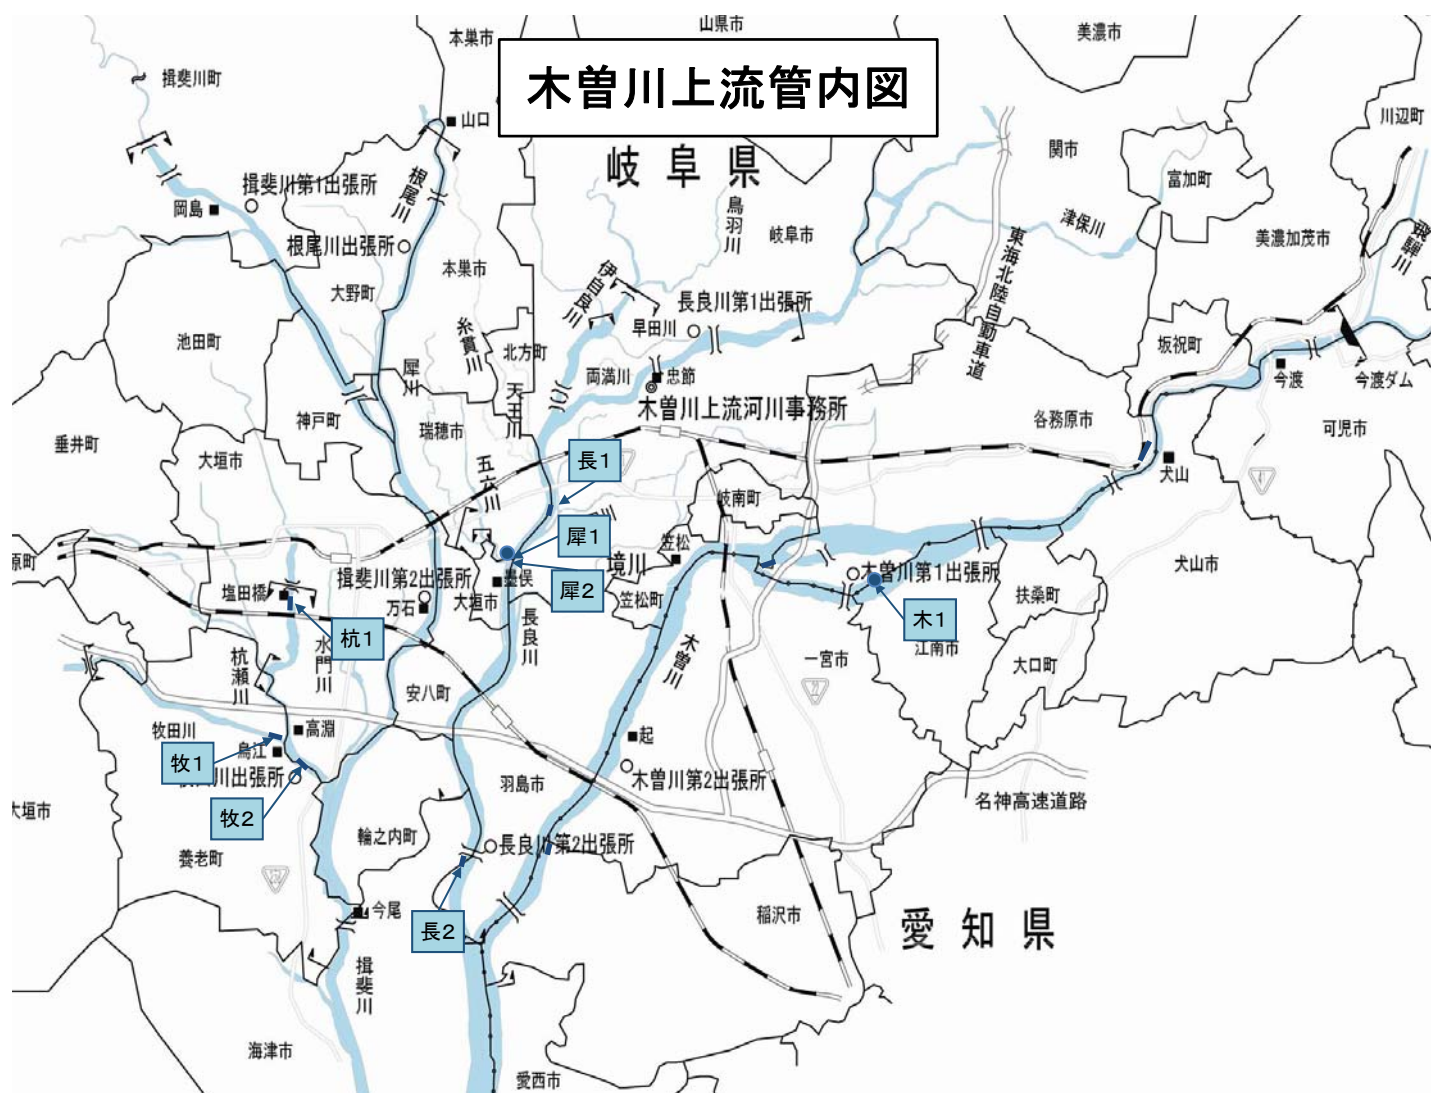 木曽川上流管内図
本巣市
山県市
美濃市
揖斐川町
川辺町
山口
岐阜県
関市
富加町
根尾川
揖斐川第1出張所
岡島
鳥羽川
岐阜市
津保川
美濃加茂市
飛騨川
根尾川出張所
本巣市
東海北陸自動車道
大野町
伊自良川
長良川第1出張所
早田川
糸貫川
池田町
北方町
坂祝町
犀川
両満川
忠節
今渡
今渡ダム
天王川
神戸町
木曽川上流河川事務所
各務原市
瑞穂市
可児市
垂井町
大垣市
五六川
長1
犬山
岐南町
犀1
笠松
境川
原町
揖斐川第2出張所
墨俣
犀2
木曽川第1出張所
犬山市
塩田橋
万石
大垣市
笠松町
扶桑町
杭1
木1
水門川
長良川
木曽川
江南市
杭瀬川
一宮市
大口町
安八町
牧田川
高淵
起
烏江
牧1
川出張所
羽島市
木曽川第2出張所
名神高速道路
大垣市
牧2
輪之内町
長良川第2出張所
養老町
今尾
稲沢市
愛知県
長2
揖斐川
海津市
愛西市